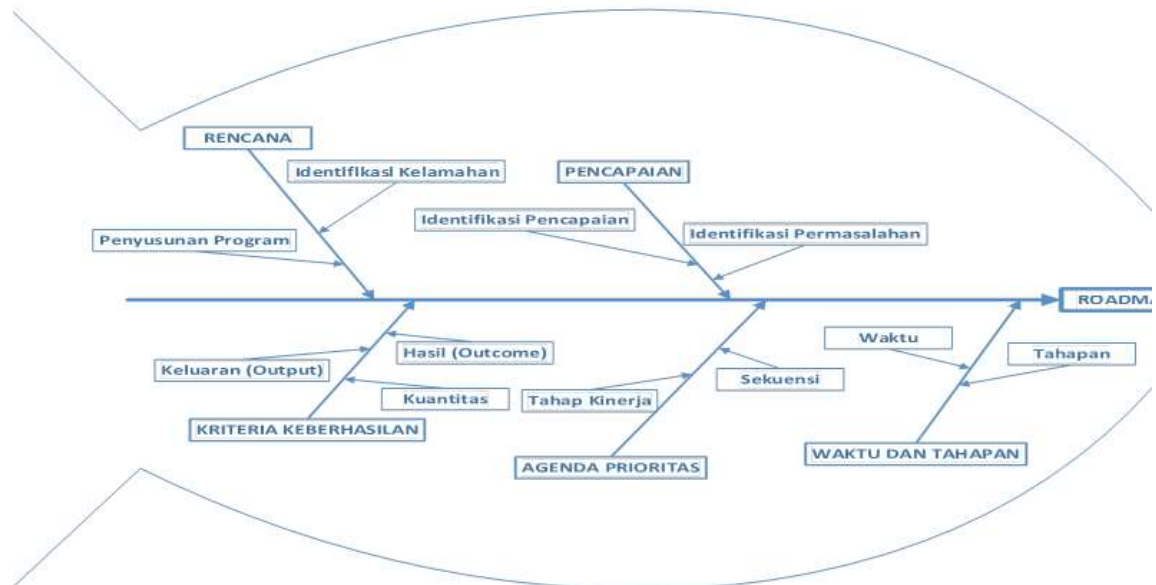 RENCANA
Identifikasi Kelamahan
PENCAPAIAN
Identifikasi Pencapaian
Penyusunan Program
Identifikasi Permasalahan
ROADMA
Hasil (Outcome)
Keluaran (Output)
Kuantitas
KRITERIA KEBERHASILAN
Waktu
Tahapan
Sekuensi
Tahap Kinerja
AGENDA PRIORITAS
WAKTU DAN TAHAPAN